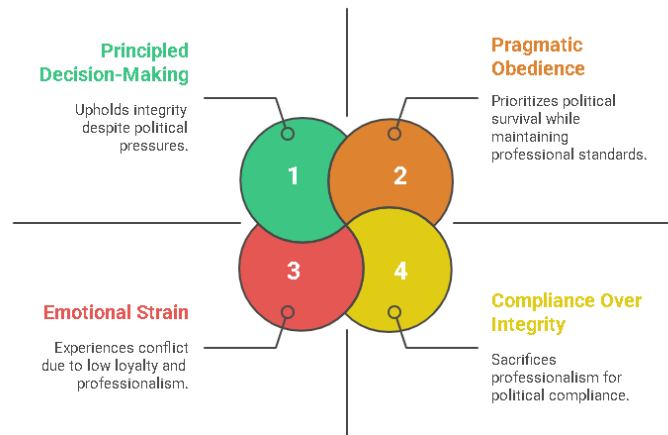 Principled
Decision-Making
Upholds integrity
despite political
pressures.
Pragmatic
Obedience
Prioritizes political
survival while
maintaining
professional standards.
1
2
3
4
Emotional Strain
Experiences conflict
due to low loyalty and
professionalism.
Compliance Over
Integrity
Sacrifices
professionalism for
political compliance.